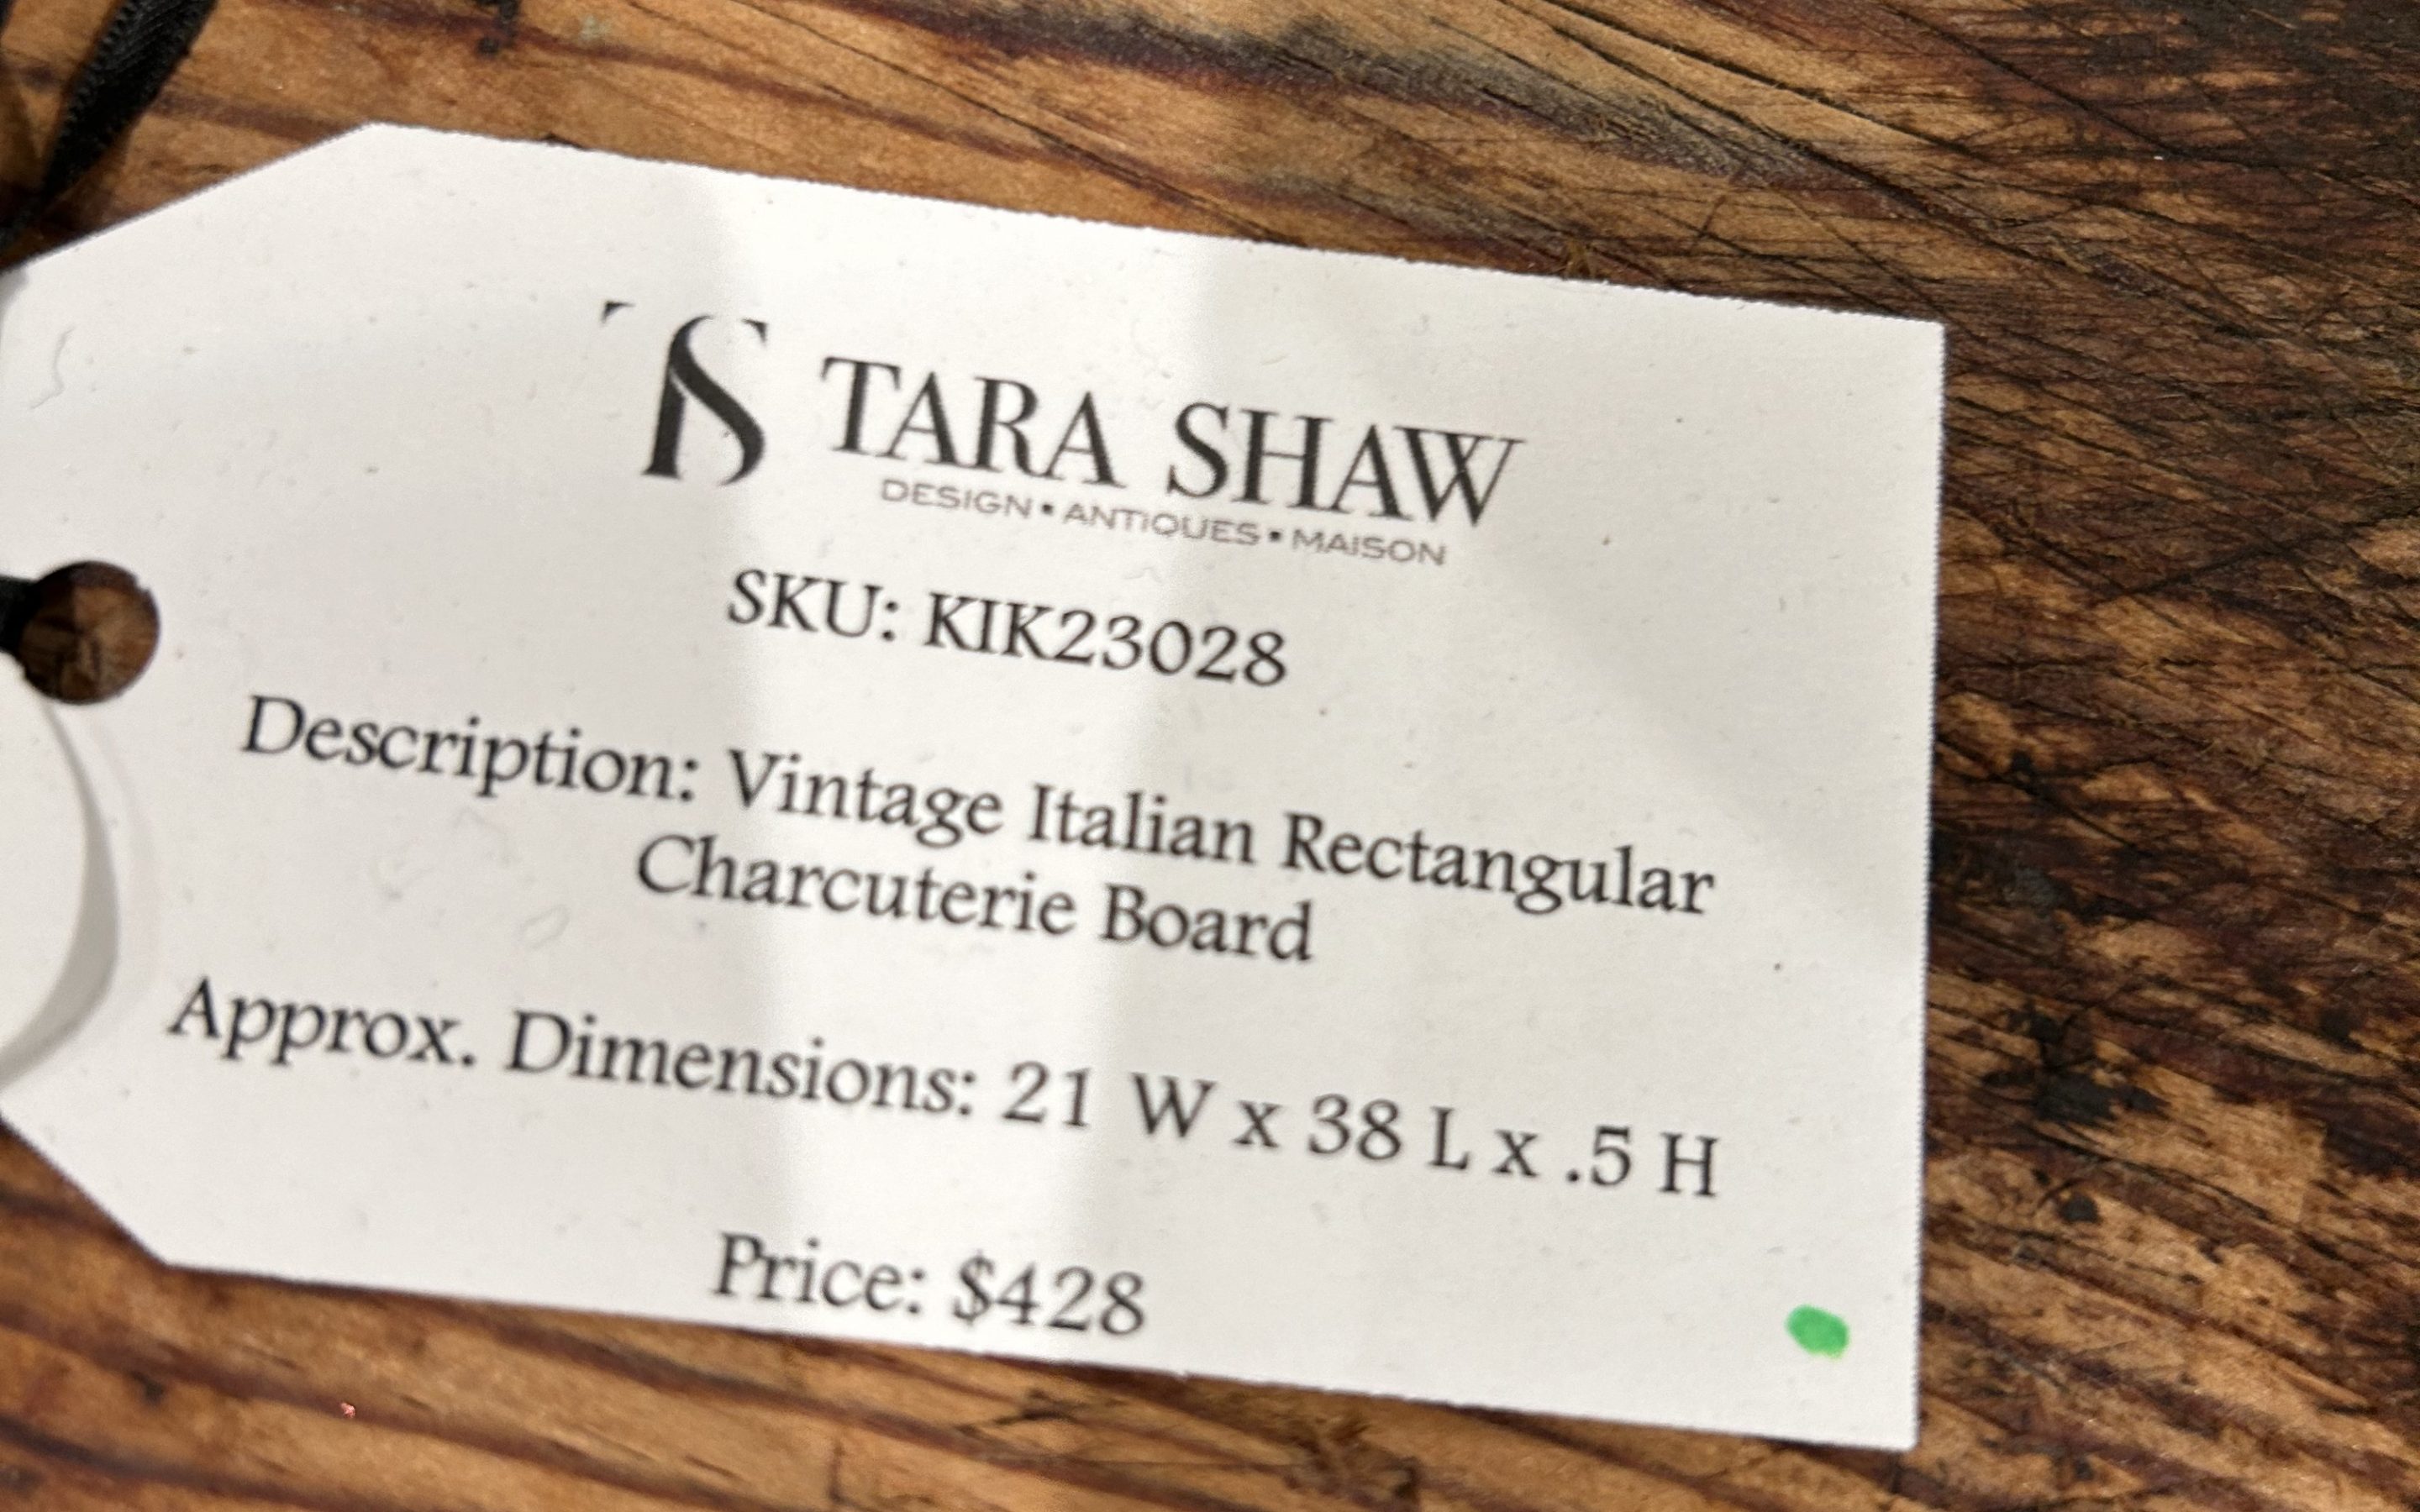 TS TARA SHAW
DESIGN ▪ ANTIQUES ▪ MAISON
SKU: KIK23028
Description: Vintage Italian Rectangular
Charcuterie Board
Approx. Dimensions: 21 W x 38 L x .5 H
Price: $428